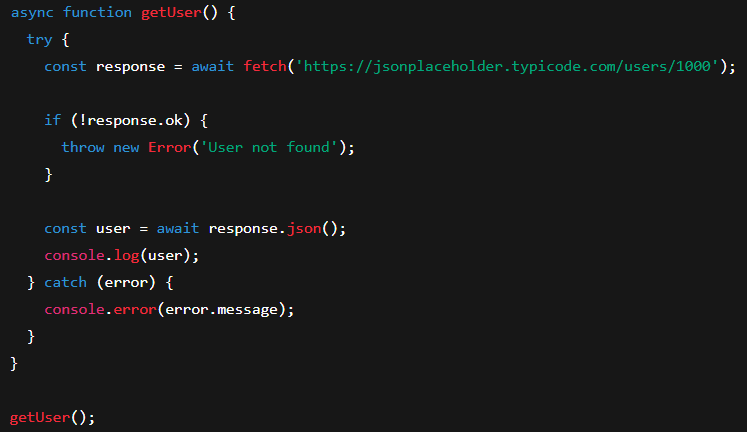 async function getUser() {
  try {
    const response = await fetch('https://jsonplaceholder.typicode.com/users/1000');

    if (!response.ok) {
      throw new Error('User not found');
    }

    const user = await response.json();
    console.log(user);
  } catch (error) {
    console.error(error.message);
  }
}

getUser();